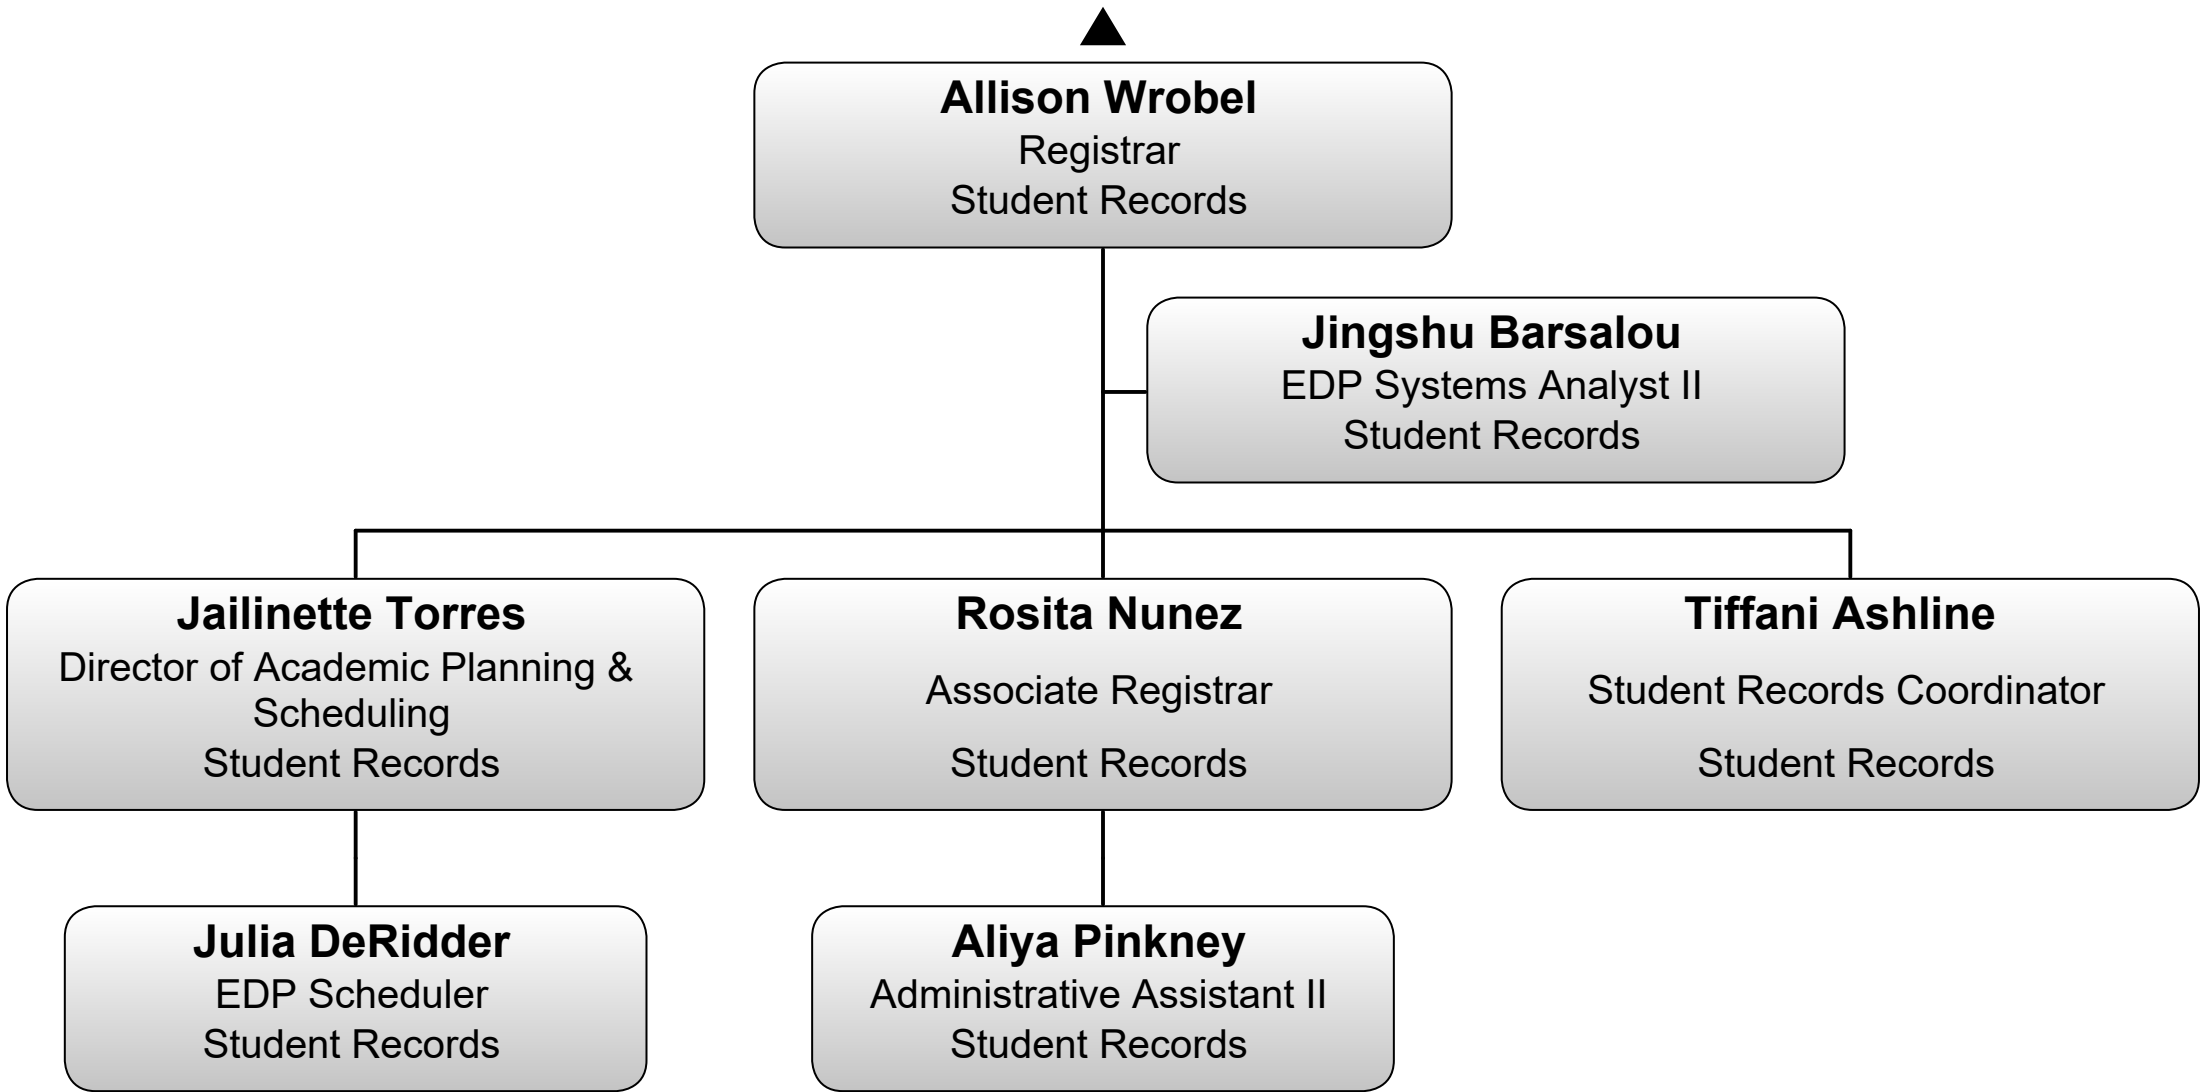 Allison Wrobel
Registrar
Student Records
Jingshu Barsalou
EDP Systems Analyst II
Student Records
Jailinette Torres
Director of Academic Planning &
Scheduling
Student Records
Rosita Nunez
Associate Registrar
Student Records
Tiffani Ashline
Student Records Coordinator
Student Records
Julia DeRidder
EDP Scheduler
Student Records
Aliya Pinkney
Administrative Assistant II
Student Records